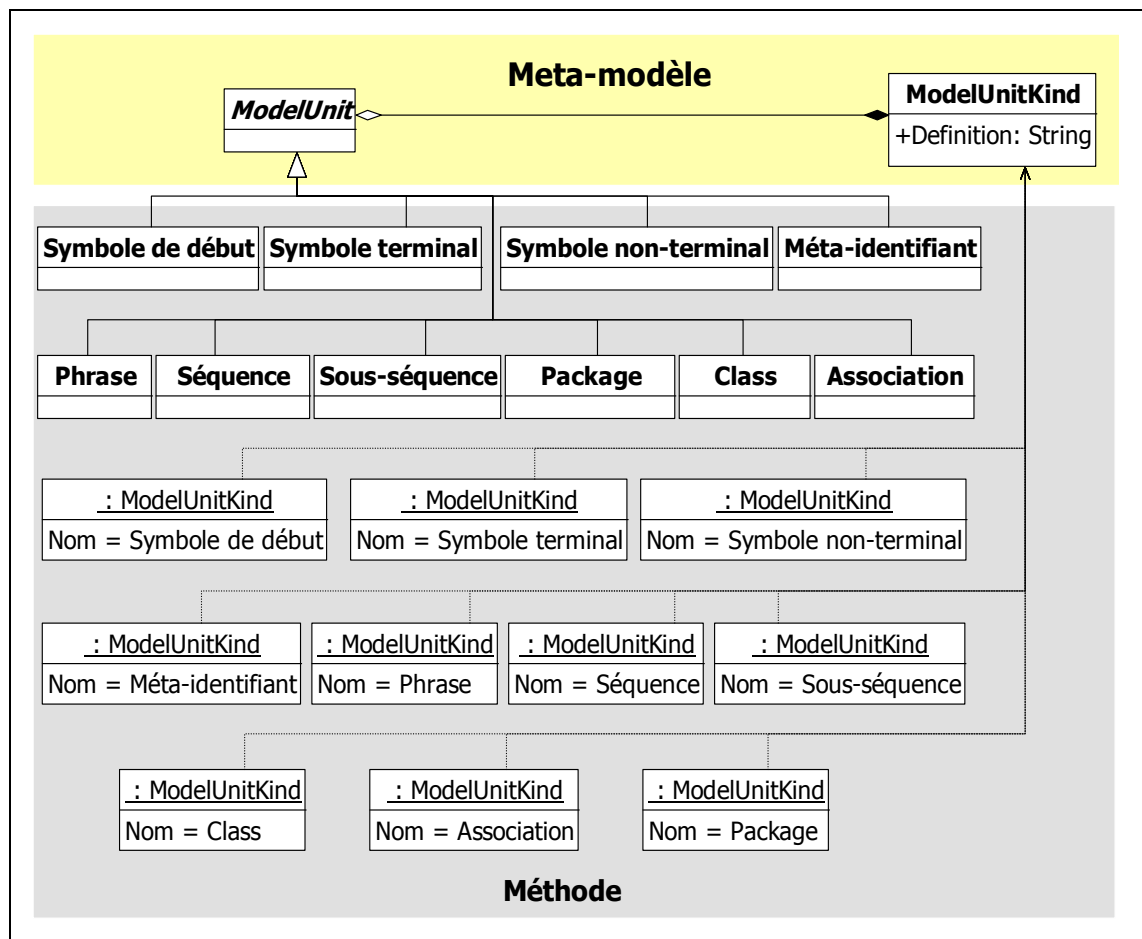 Meta-modèle
ModelUnit
ModelUnitKind
+Definition: String
Symbole de début
Symbole terminal
Symbole non-terminal
Méta-identifiant
Phrase
Séquence
Sous-séquence
Package
Class
Association
: ModelUnitKind
Nom = Symbole de début
: ModelUnitKind
Nom = Symbole terminal
: ModelUnitKind
Nom = Symbole non-terminal
: ModelUnitKind
Nom = Méta-identifiant
: ModelUnitKind
Nom = Phrase
: ModelUnitKind
Nom = Séquence
: ModelUnitKind
Nom = Sous-séquence
: ModelUnitKind
Nom = Class
: ModelUnitKind
Nom = Association
: ModelUnitKind
Nom = Package
Méthode